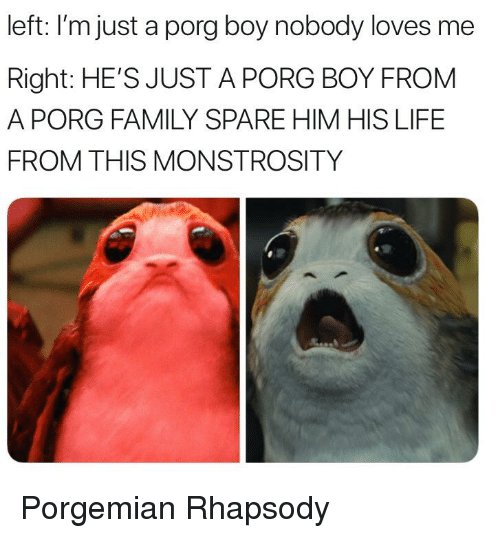 left: I'm just a porg boy nobody loves me
Right: HE'S JUST A PORG BOY FROM
A PORG FAMILY SPARE HIM HIS LIFE
FROM THIS MONSTROSITY
Porgemian Rhapsody